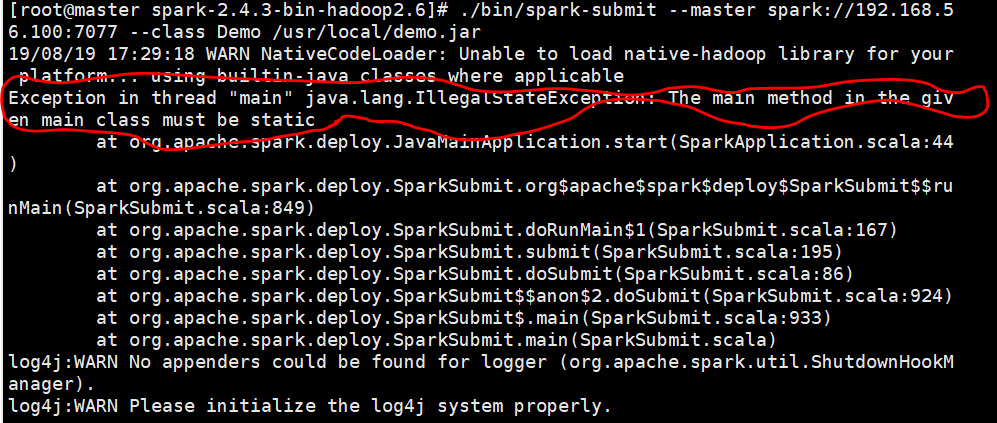 [root@master spark-2.4.3-bin-hadoop2.6]# ./bin/spark-submit --master spark://192.168.5
6.100:7077 --class Demo /usr/local/demo.jar
19/08/19 17:29:18 WARN NativeCodeLoader: Unable to load native-hadoop library for your
 platform... using builtin-java classes where applicable
Exception in thread "main" java.lang.IllegalStateException: The main method in the giv
en main class must be static
        at org.apache.spark.deploy.JavaMainApplication.start(SparkApplication.scala:44
)
        at org.apache.spark.deploy.SparkSubmit.org$apache$spark$deploy$SparkSubmit$$ru
nMain(SparkSubmit.scala:849)
        at org.apache.spark.deploy.SparkSubmit.doRunMain$1(SparkSubmit.scala:167)
        at org.apache.spark.deploy.SparkSubmit.submit(SparkSubmit.scala:195)
        at org.apache.spark.deploy.SparkSubmit.doSubmit(SparkSubmit.scala:86)
        at org.apache.spark.deploy.SparkSubmit$$anon$2.doSubmit(SparkSubmit.scala:924)
        at org.apache.spark.deploy.SparkSubmit$.main(SparkSubmit.scala:933)
        at org.apache.spark.deploy.SparkSubmit.main(SparkSubmit.scala)
log4j:WARN No appenders could be found for logger (org.apache.spark.util.ShutdownHookM
anager).
log4j:WARN Please initialize the log4j system properly.